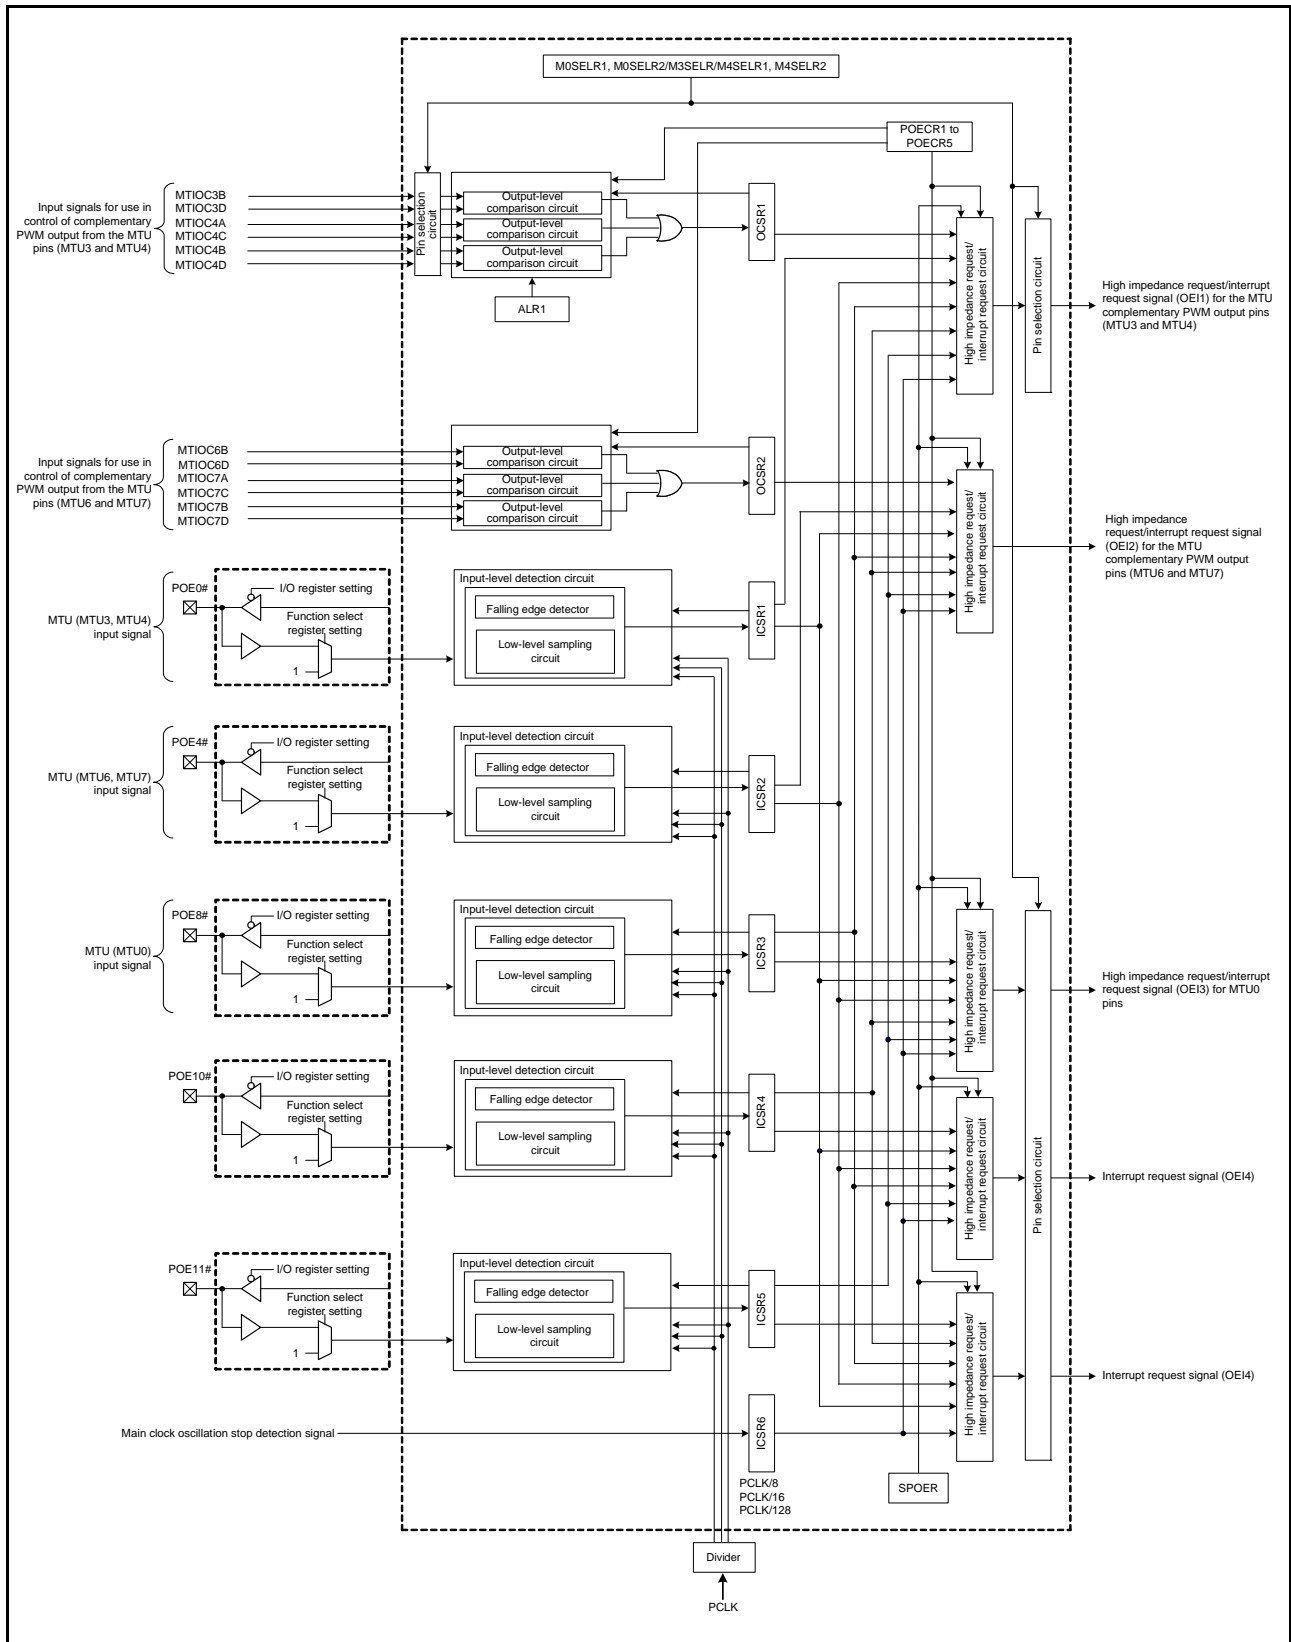 M0SELR1, M0SELR2/M3SELR/M4SELR1, M4SELR2
POECR1 to
POECR5
Input signals for use in
control of complementary
PWM output from the MTU
pins (MTU3 and MTU4)
MTIOC3B
MTIOC3D
MTIOC4A
MTIOC4C
MTIOC4B
MTIOC4D
Pin selection
circuit
Output-level
comparison circuit
Output-level
comparison circuit
Output-level
comparison circuit
ALR1
OCSR1
High impedance request/
interrupt request circuit
Pin selection circuit
High impedance request/interrupt
request signal (OEI1) for the MTU
complementary PWM output pins
(MTU3 and MTU4)
Input signals for use in
control of complementary
PWM output from the MTU
pins (MTU6 and MTU7)
MTIOC6B
MTIOC6D
MTIOC7A
MTIOC7C
MTIOC7B
MTIOC7D
Output-level
comparison circuit
Output-level
comparison circuit
Output-level
comparison circuit
OCSR2
High impedance request/
interrupt request circuit
High impedance
request/interrupt request signal
(OEI2) for the MTU
complementary PWM output
pins (MTU6 and MTU7)
MTU (MTU3, MTU4)
input signal
POE0#
I/O register setting
Function select
register setting
1
Input-level detection circuit
Falling edge detector
Low-level sampling
circuit
ICSR1
MTU (MTU6, MTU7)
input signal
POE4#
I/O register setting
Function select
register setting
1
Input-level detection circuit
Falling edge detector
Low-level sampling
circuit
ICSR2
MTU (MTU0)
input signal
POE8#
I/O register setting
Function select
register setting
1
Input-level detection circuit
Falling edge detector
Low-level sampling
circuit
ICSR3
High impedance request/
interrupt request circuit
Pin selection circuit
High impedance request/interrupt
request signal (OEI3) for MTU0
pins
POE10#
I/O register setting
Function select
register setting
1
Input-level detection circuit
Falling edge detector
Low-level sampling
circuit
ICSR4
High impedance request/
interrupt request circuit
Interrupt request signal (OEI4)
POE11#
I/O register setting
Function select
register setting
1
Input-level detection circuit
Falling edge detector
Low-level sampling
circuit
ICSR5
High impedance request/
interrupt request circuit
Interrupt request signal (OEI4)
Main clock oscillation stop detection signal
ICSR6
PCLK/8
PCLK/16
PCLK/128
SPOER
Divider
PCLK